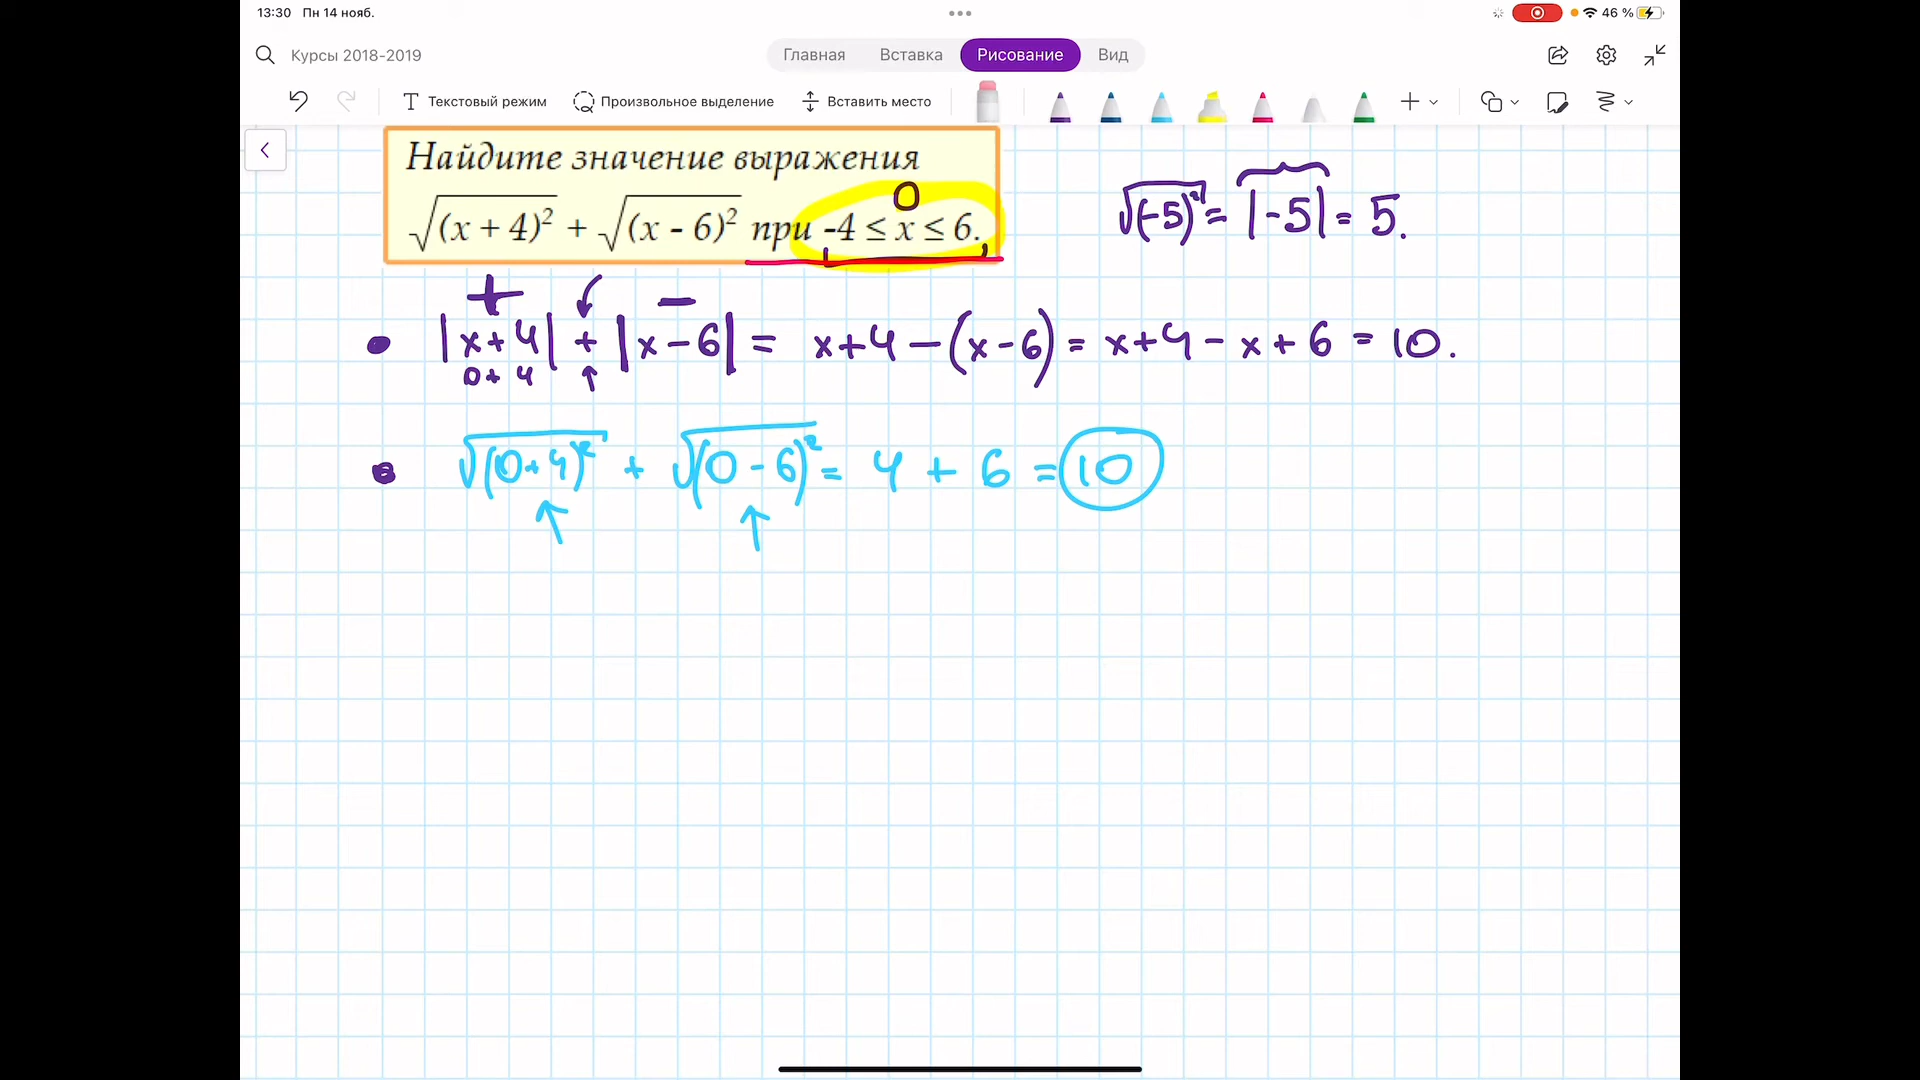 13:30 Пн 14 нояб.
46 %
Курсы 2018-2019
Главная Вставка Рисование Вид
Текстовый режим Произвольное выделение Вставить место
Найдите значение выражения
√(x + 4)² + √(x - 6)² при -4 ≤ x ≤ 6.
0
√(-5)² = |-5| = 5.
+ −
|x+4| + |x−6| = x+4−(x−6) = x+4−x+6 = 10.
0+ 4
√(0+4)² + √(0−6)² = 4 + 6 = 10